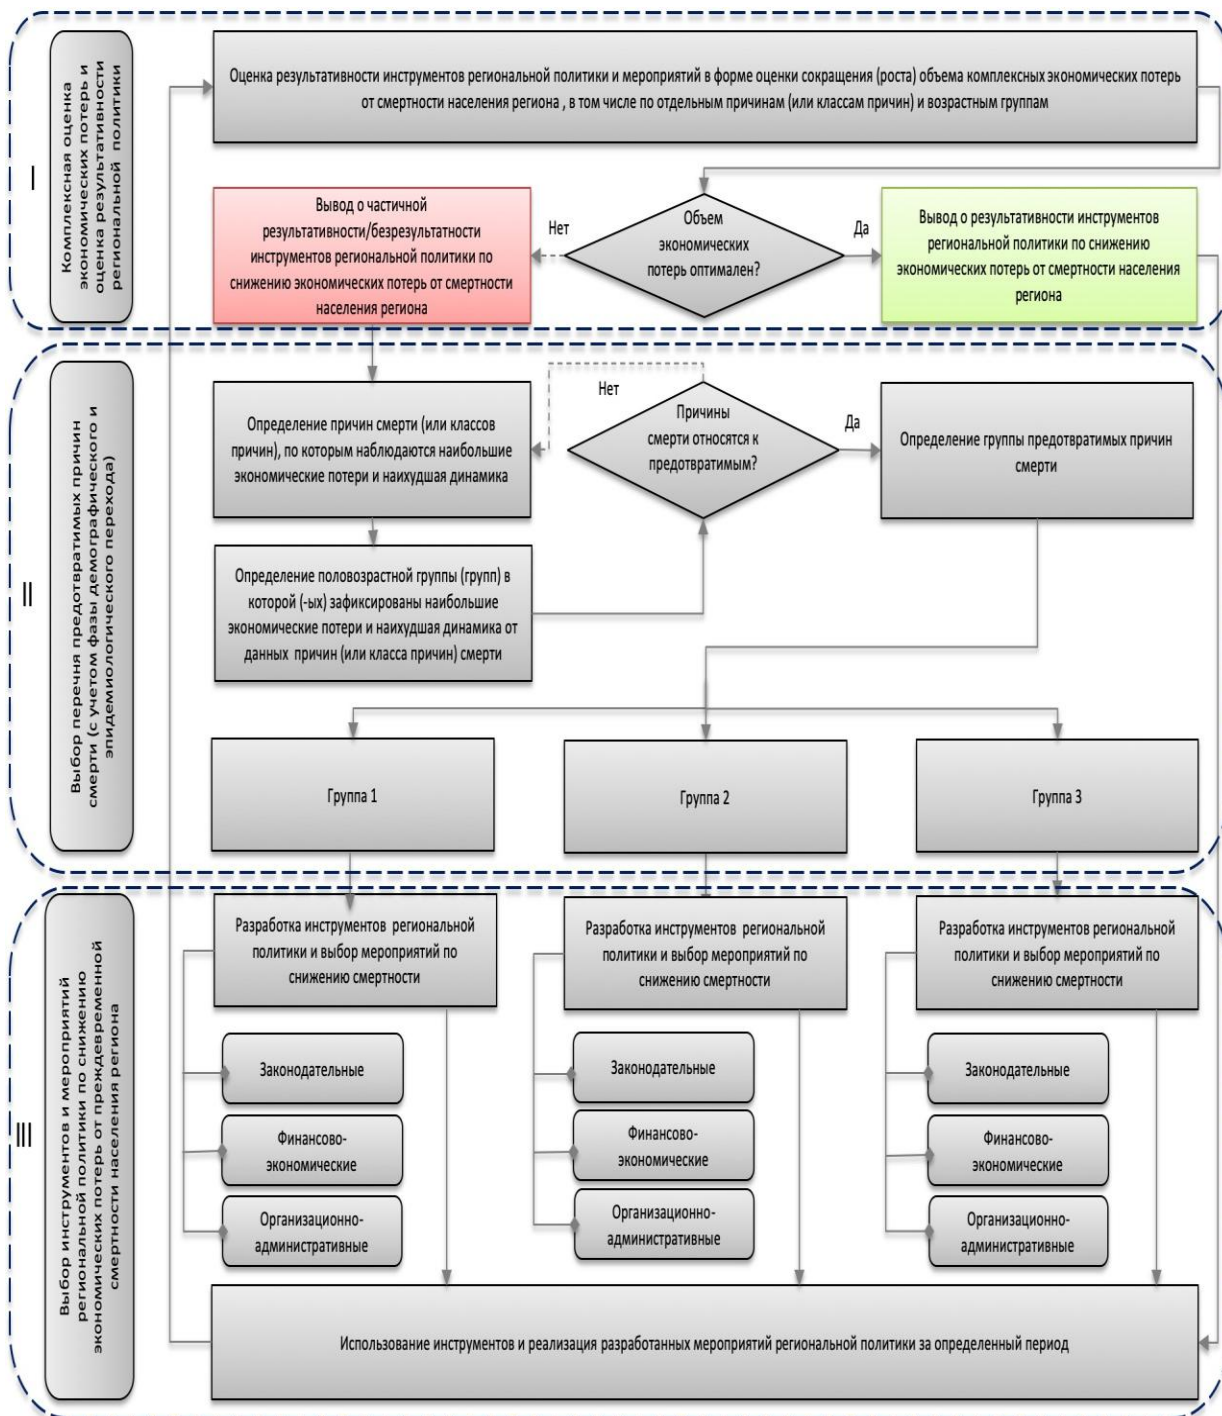 I
Комплексная оценка
экономических потерь и
оценка результативности
региональной политики
Оценка результативности инструментов региональной политики и мероприятий в форме оценки сокращения (роста) объема комплексных экономических потерь
от смертности населения региона , в том числе по отдельным причинам (или классам причин) и возрастным группам
Вывод о частичной
результативности/безрезультатности
инструментов региональной политики по
снижению экономических потерь от смертности
населения региона
Нет
Объем
экономических
потерь оптимален?
Да
Вывод о результативности инструментов
региональной политики по снижению
экономических потерь от смертности населения
региона
II
Выбор перечня предотвратимых причин
смерти (с учетом фазы демографического и
эпидемиологического перехода)
Определение причин смерти (или классов
причин), по которым наблюдаются наибольшие
экономические потери и наихудшая динамика
Нет
Причины
смерти относятся к
предотвратимым?
Да
Определение группы предотвратимых причин
смерти
Определение половозрастной группы (групп) в
которой (-ых) зафиксированы наибольшие
экономические потери и наихудшая динамика от
данных причин (или класса причин) смерти
Группа 1
Группа 2
Группа 3
III
Выбор инструментов и мероприятий
региональной политики по снижению
экономических потерь от преждевременной
смертности населения региона
Разработка инструментов региональной
политики и выбор мероприятий по
снижению смертности
Законодательные
Финансово-
экономические
Организационно-
административные
Разработка инструментов региональной
политики и выбор мероприятий по
снижению смертности
Законодательные
Финансово-
экономические
Организационно-
административные
Разработка инструментов региональной
политики и выбор мероприятий по
снижению смертности
Законодательные
Финансово-
экономические
Организационно-
административные
Использование инструментов и реализация разработанных мероприятий региональной политики за определенный период